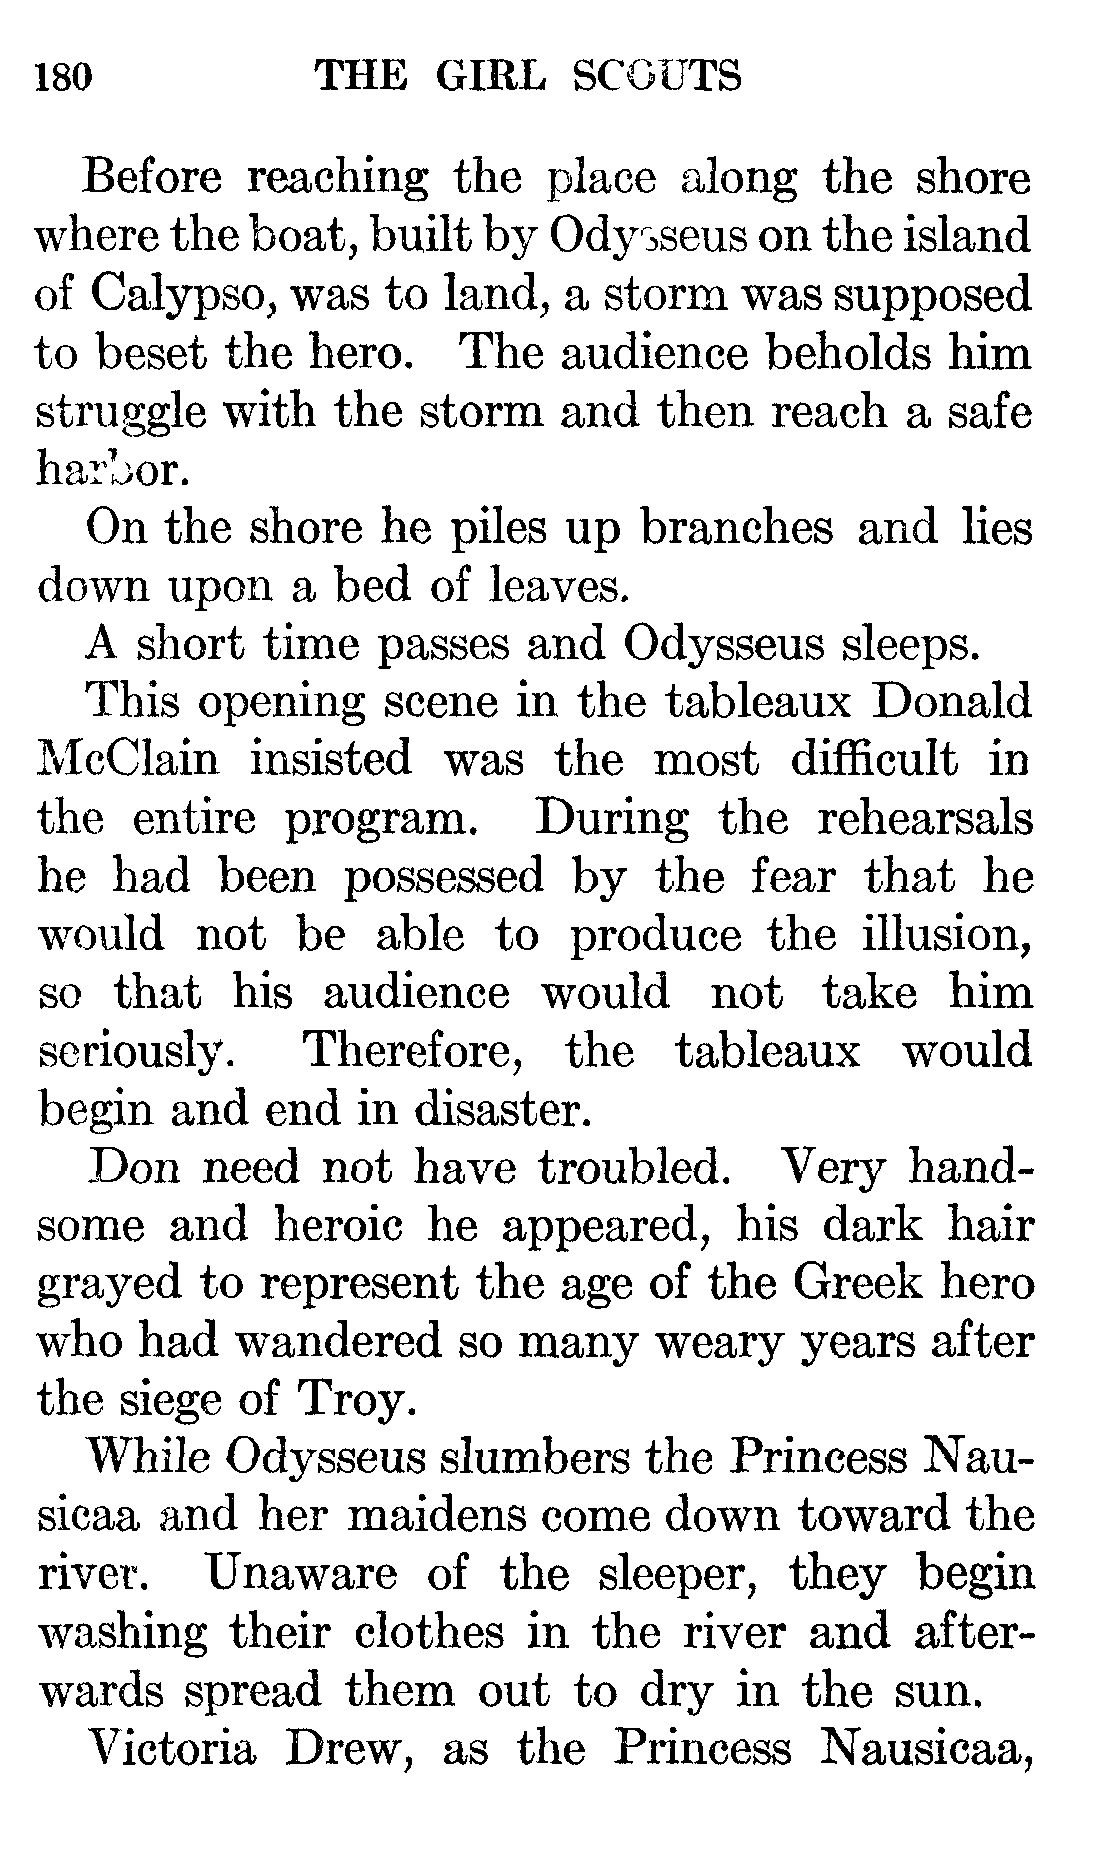 180 THE GIRL SCOUTS
Before reaching the place along the shore
where the boat, built by Odysseus on the island
of Calypso, was to land, a storm was supposed
to beset the hero. The audience beholds him
struggle with the storm and then reach a safe
harbor.
On the shore he piles up branches and lies
down upon a bed of leaves.
A short time passes and Odysseus sleeps.
This opening scene in the tableaux Donald
McClain insisted was the most difficult in
the entire program. During the rehearsals
he had been possessed by the fear that he
would not be able to produce the illusion,
so that his audience would not take him
seriously. Therefore, the tableaux would
begin and end in disaster.
Don need not have troubled. Very hand-
some and heroic he appeared, his dark hair
grayed to represent the age of the Greek hero
who had wandered so many weary years after
the siege of Troy.
While Odysseus slumbers the Princess Nau-
sicaa and her maidens come down toward the
river. Unaware of the sleeper, they begin
washing their clothes in the river and after-
wards spread them out to dry in the sun.
Victoria Drew, as the Princess Nausicaa,